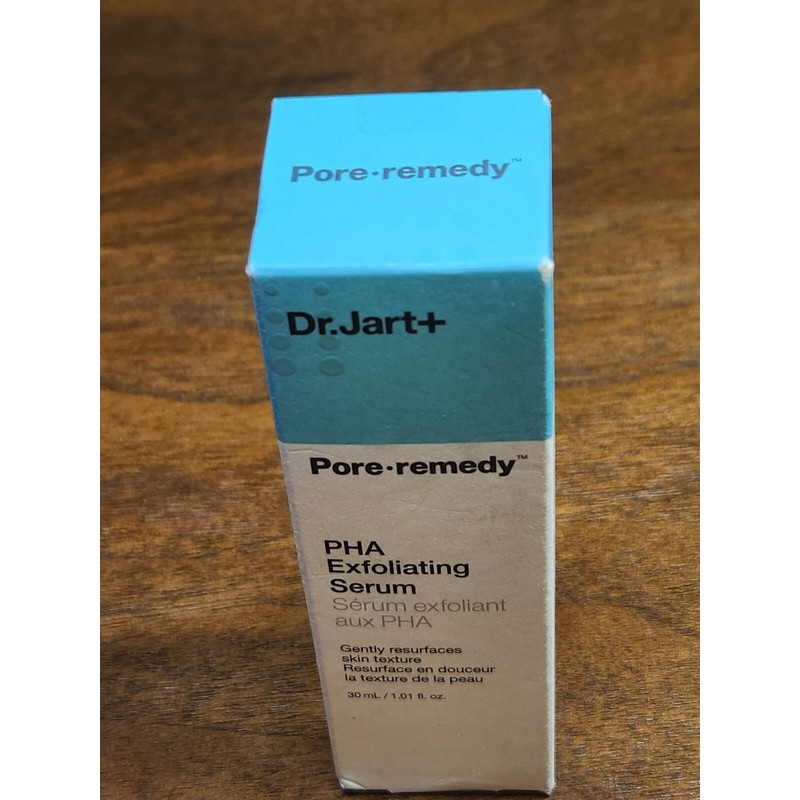 Pore·remedy™
Dr.Jart+
Pore·remedy™
PHA
Exfoliating
Serum
Sérum exfoliant
aux PHA
Gently resurfaces
skin texture
Resurface en douceur
la texture de la peau
30 mL / 1.01 fl. oz.